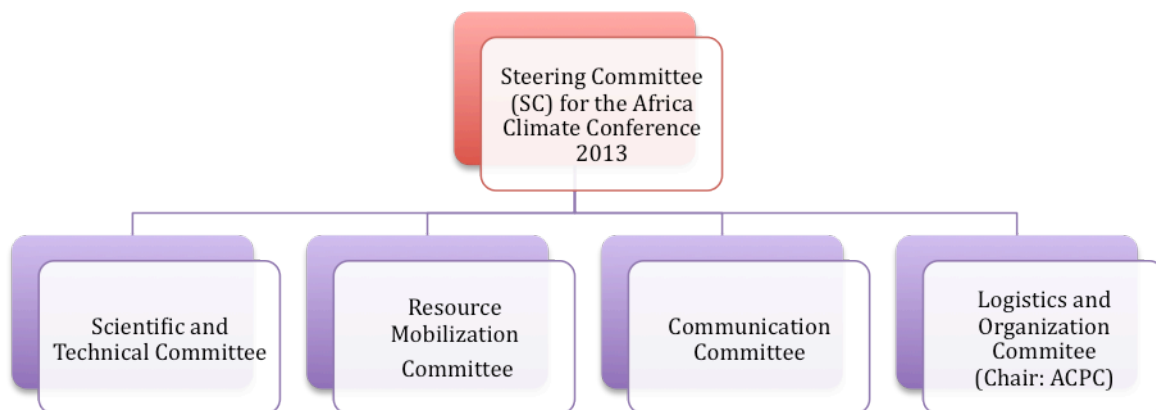 Steering Committee
(SC) for the Africa
Climate Conference
2013
Scientific and
Technical Committee
Resource
Mobilization
Committee
Communication
Committee
Logistics and
Organization
Commitee
(Chair: ACPC)